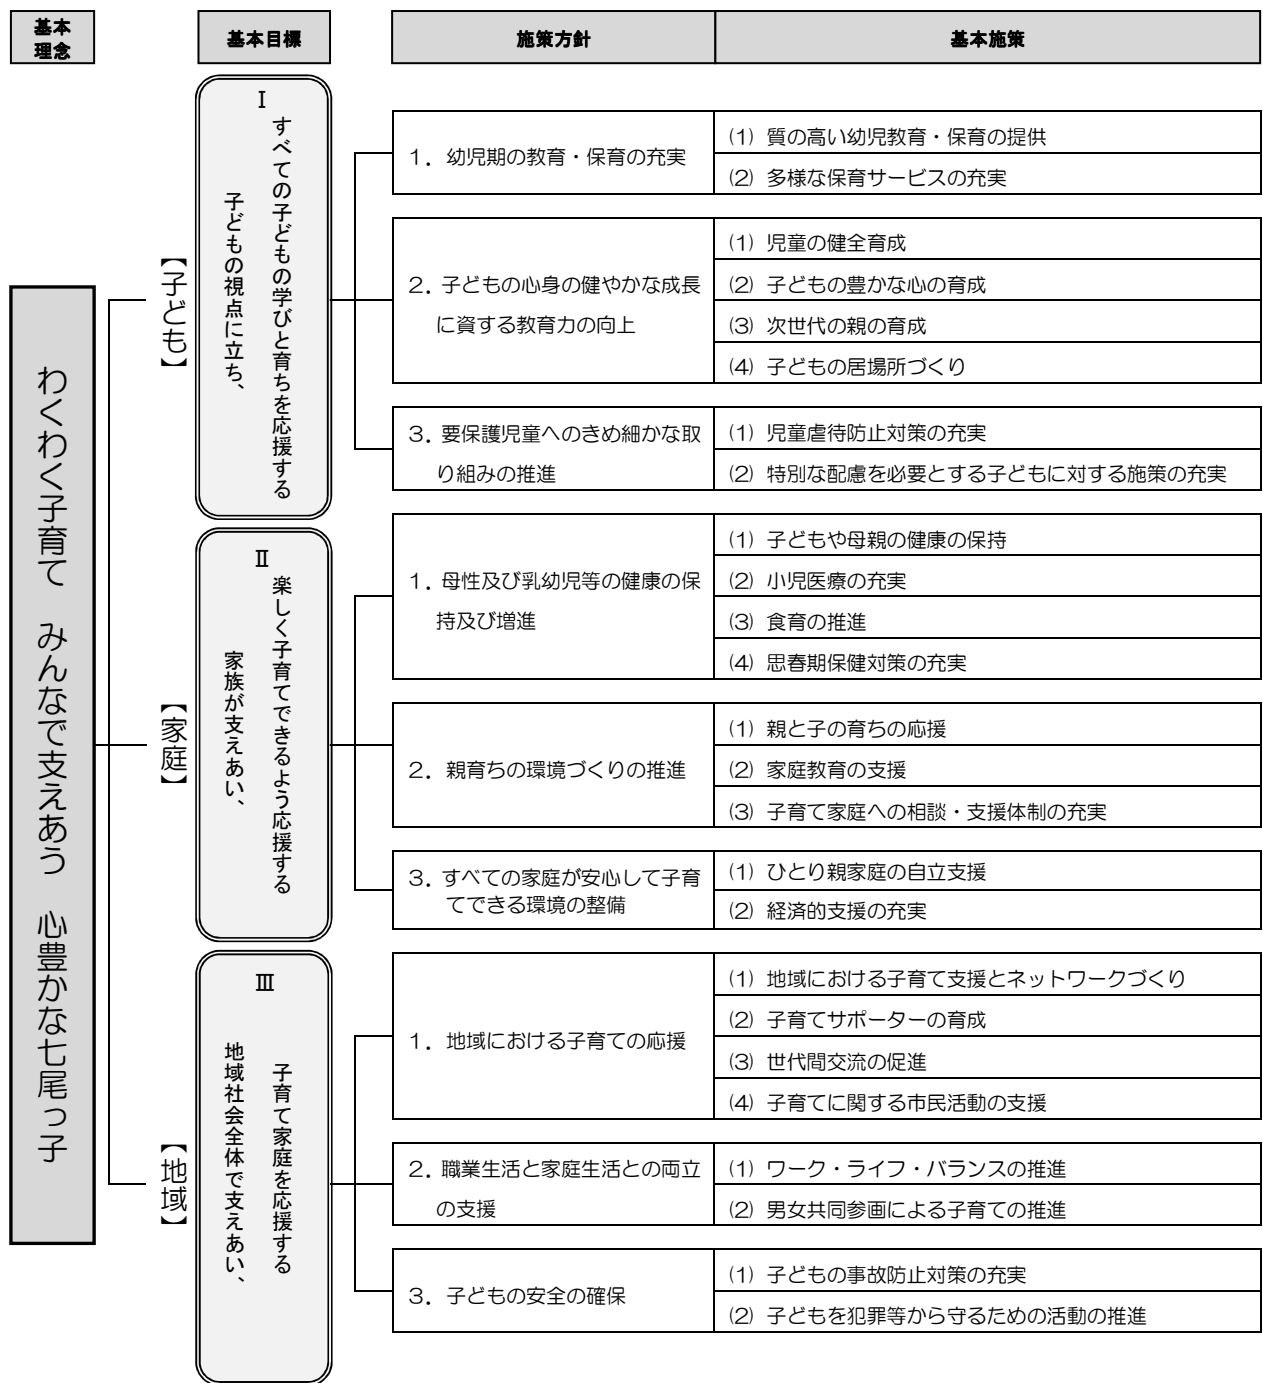 基本
理念
基本目標
施策方針
基本施策
わくわく子育て　みんなで支えあう　心豊かな七尾っ子
【子ども】
Ⅰ
子どもの視点に立ち、
すべての子どもの学びと育ちを応援する
1．幼児期の教育・保育の充実
(1) 質の高い幼児教育・保育の提供
(2) 多様な保育サービスの充実
2．子どもの心身の健やかな成長
に資する教育力の向上
(1) 児童の健全育成
(2) 子どもの豊かな心の育成
(3) 次世代の親の育成
(4) 子どもの居場所づくり
3．要保護児童へのきめ細かな取
り組みの推進
(1) 児童虐待防止対策の充実
(2) 特別な配慮を必要とする子どもに対する施策の充実
【家庭】
Ⅱ
家族が支えあい、
楽しく子育てできるよう応援する
1．母性及び乳幼児等の健康の保
持及び増進
(1) 子どもや母親の健康の保持
(2) 小児医療の充実
(3) 食育の推進
(4) 思春期保健対策の充実
2．親育ちの環境づくりの推進
(1) 親と子の育ちの応援
(2) 家庭教育の支援
(3) 子育て家庭への相談・支援体制の充実
3．すべての家庭が安心して子育
てできる環境の整備
(1) ひとり親家庭の自立支援
(2) 経済的支援の充実
【地域】
Ⅲ
地域社会全体で支えあい、
子育て家庭を応援する
1．地域における子育ての応援
(1) 地域における子育て支援とネットワークづくり
(2) 子育てサポーターの育成
(3) 世代間交流の促進
(4) 子育てに関する市民活動の支援
2．職業生活と家庭生活との両立
の支援
(1) ワーク・ライフ・バランスの推進
(2) 男女共同参画による子育ての推進
3．子どもの安全の確保
(1) 子どもの事故防止対策の充実
(2) 子どもを犯罪等から守るための活動の推進